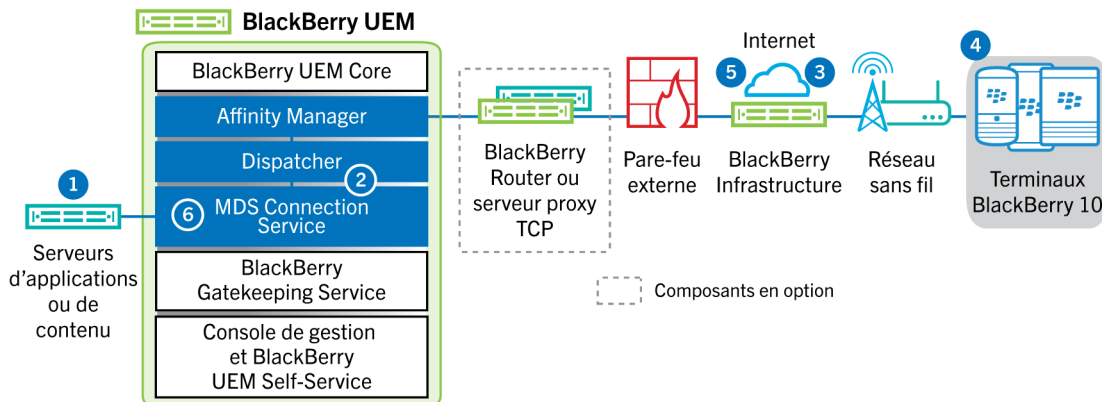 BlackBerry UEM
BlackBerry UEM Core
Affinity Manager
Dispatcher
2
6
MDS Connection
Service
BlackBerry
Gatekeeping Service
Console de gestion
et BlackBerry
UEM Self-Service
1
Serveurs
d'applications
ou de
contenu
BlackBerry
Router ou
serveur proxy
TCP
Composants en option
Pare-feu
externe
Internet
5
3
BlackBerry
Infrastructure
Réseau
sans fil
4
Terminaux
BlackBerry 10